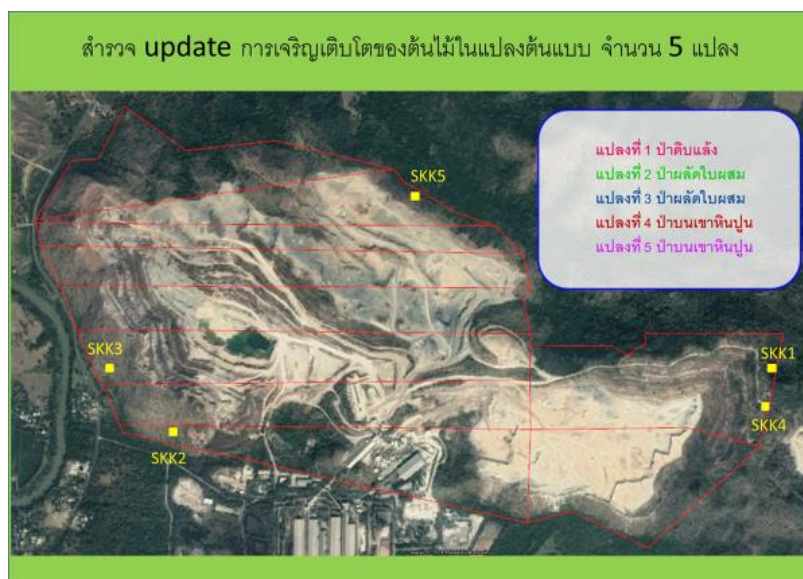 สำรวจ update การเจริญเติบโตของต้นไม้ในแปลงต้นแบบ จำนวน 5 แปลง
แปลงที่ 1 ป่าดิบแล้ง
แปลงที่ 2 ป่าผลัดใบผสม
แปลงที่ 3 ป่าผลัดใบผสม
แปลงที่ 4 ป่าบนเขาหินปูน
แปลงที่ 5 ป่าบนเขาหินปูน
SKK5
SKK3
SKK1
SKK4
SKK2